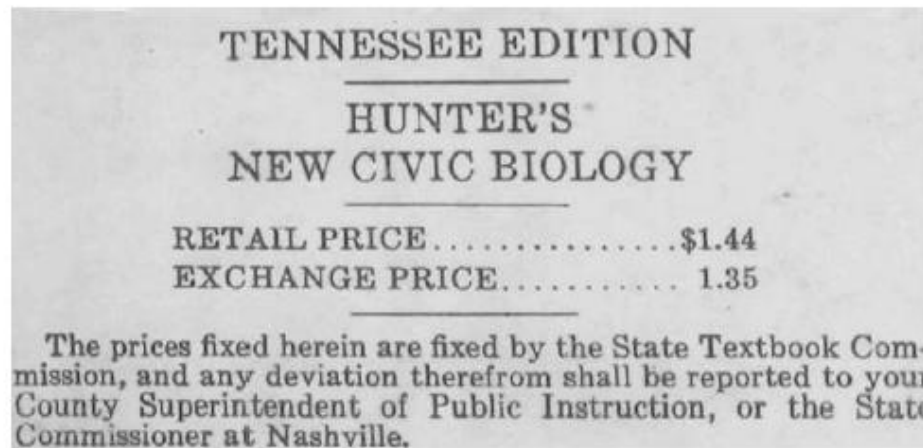 TENNESSEE EDITION
HUNTER'S
NEW CIVIC BIOLOGY
RETAIL PRICE................$1.44
EXCHANGE PRICE........... 1.35
The prices fixed herein are fixed by the State Textbook Com-
mission, and any deviation therefrom shall be reported to your
County Superintendent of Public Instruction, or the State
Commissioner at Nashville.